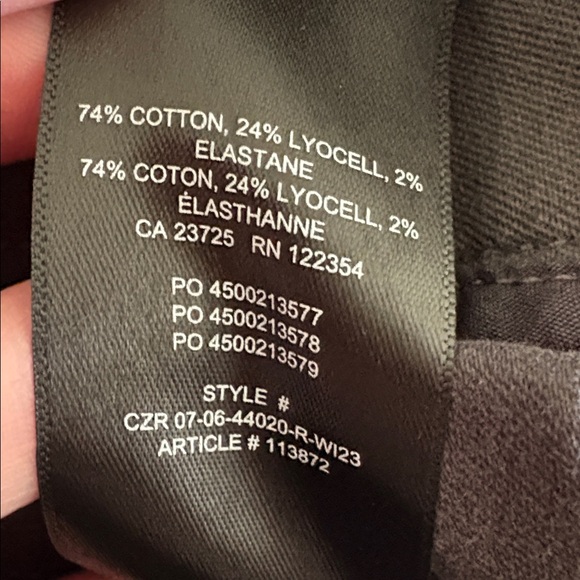 74% COTTON, 24% LYOCELL, 2%
ELASTANE
74% COTON, 24% LYOCELL, 2%
ÉLASTHANNE
CA 23725 RN 122354
PO 4500213577
PO 4500213578
PO 4500213579
STYLE #
CZR 07-06-44020-R-WI23
ARTICLE # 113872